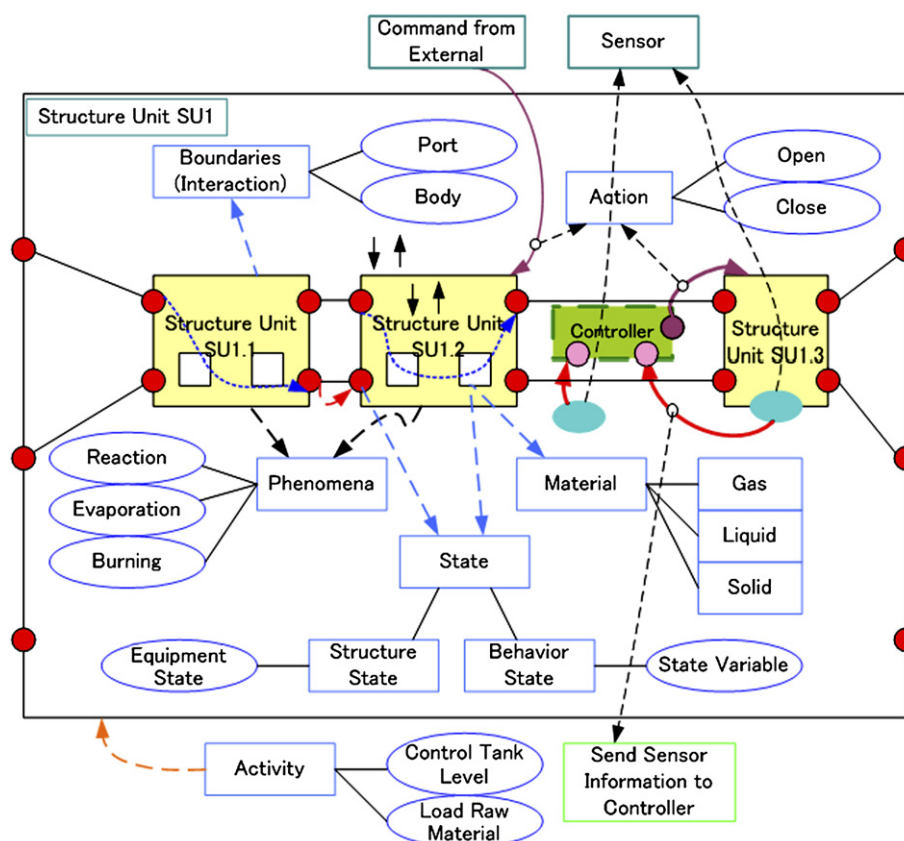 Command from
External
Sensor
Structure Unit SU1
Boundaries
(Interaction)
Port
Body
Action
Open
Close
Structure Unit
SU1.1
Structure Unit
SU1.2
Controller
Structure
Unit SU1.3
Reaction
Evaporation
Burning
Phenomena
Material
Gas
Liquid
Solid
State
Equipment
State
Structure
State
Behavior
State
State Variable
Activity
Control Tank
Level
Load Raw
Material
Send Sensor
Information to
Controller